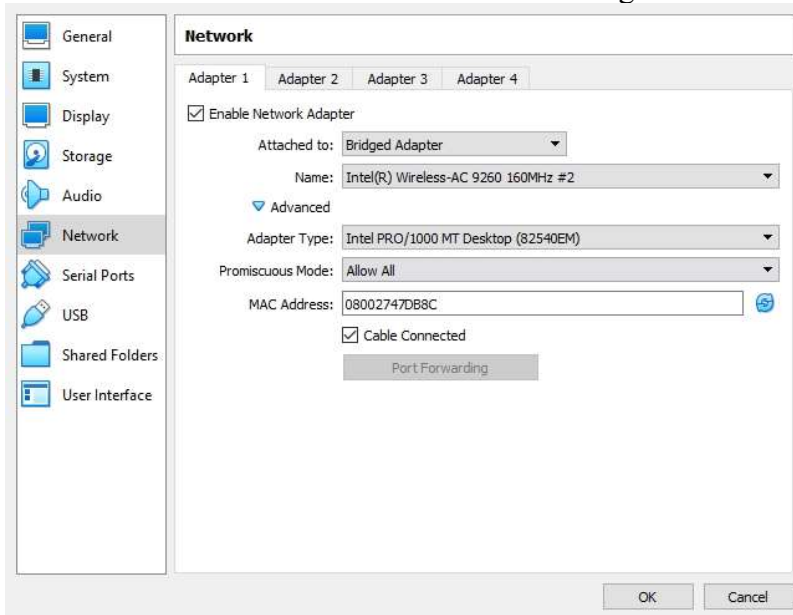 General
System
Display
Storage
Audio
Network
Serial Ports
USB
Shared Folders
User Interface
Network
Adapter 1 Adapter 2 Adapter 3 Adapter 4
Enable Network Adapter
Attached to: Bridged Adapter
Name: Intel(R) Wireless-AC 9260 160MHz #2
Advanced
Adapter Type: Intel PRO/1000 MT Desktop (82540EM)
Promiscuous Mode: Allow All
MAC Address: 08002747DB8C
Cable Connected
Port Forwarding
OK Cancel